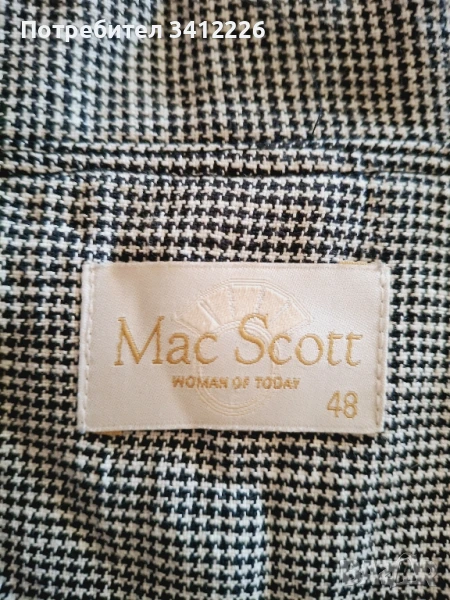 Потребител 3412226
Mac Scott
WOMAN OF TODAY
48